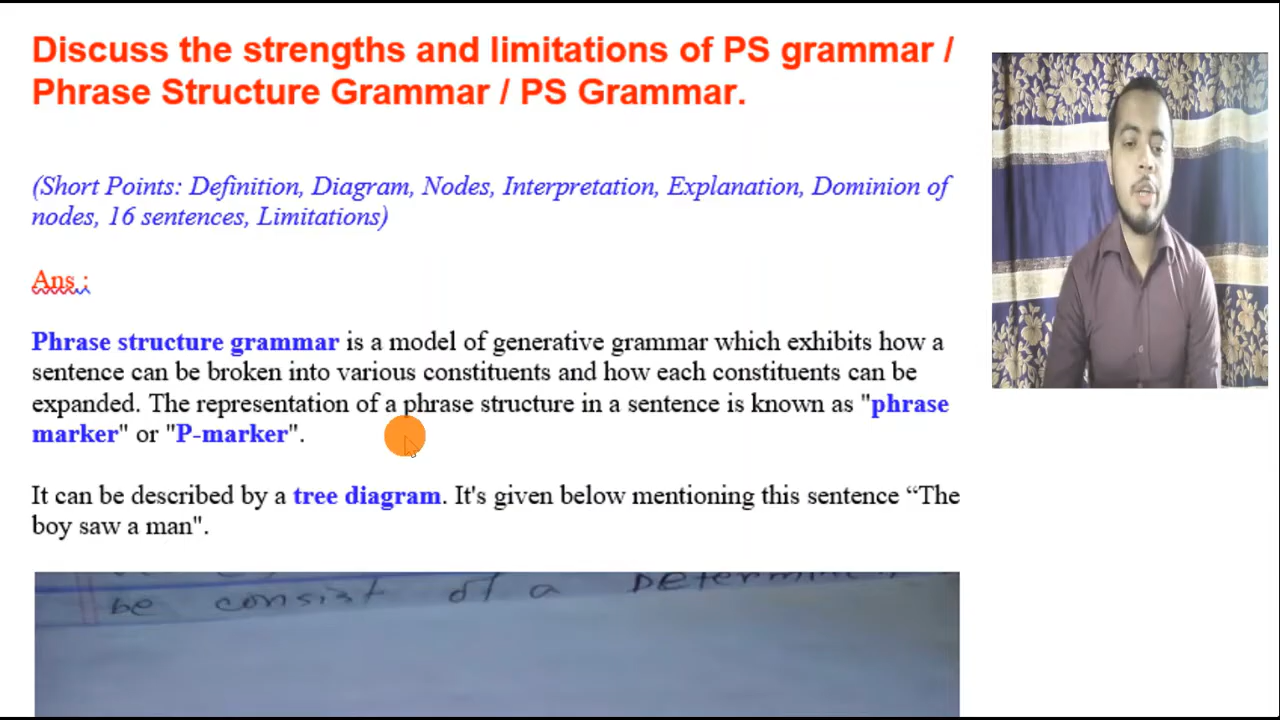 Discuss the strengths and limitations of PS grammar /
Phrase Structure Grammar / PS Grammar.
(Short Points: Definition, Diagram, Nodes, Interpretation, Explanation, Dominion of
nodes, 16 sentences, Limitations)
Ans.:
Phrase structure grammar is a model of generative grammar which exhibits how a
sentence can be broken into various constituents and how each constituents can be
expanded. The representation of a phrase structure in a sentence is known as "phrase
marker" or "P-marker".
It can be described by a tree diagram. It's given below mentioning this sentence “The
boy saw a man".
be consist of a